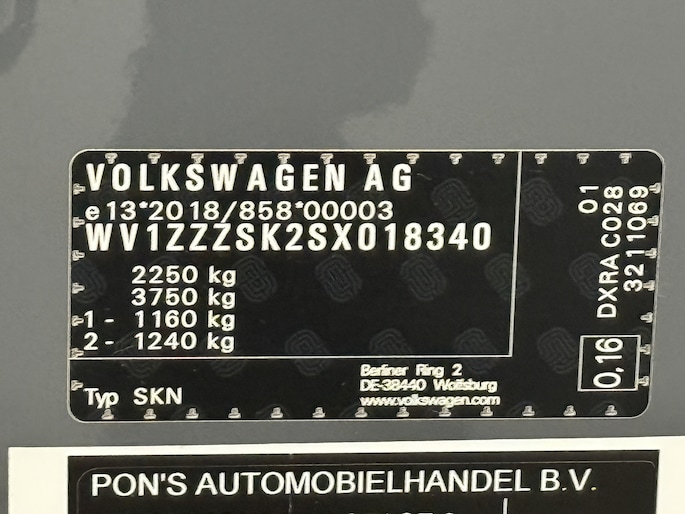 VOLKSWAGEN AG
e13*2018/858*00003
WV1ZZZSK2SX018340
2250 kg
3750 kg
1 - 1160 kg
2 - 1240 kg
Typ SKN
Berliner Ring 2
DE-38440 Wolfsburg
www.volkswagen.com
01
DXRA C028
3211069
0,16
PON'S AUTOMOBIELHANDEL B.V.